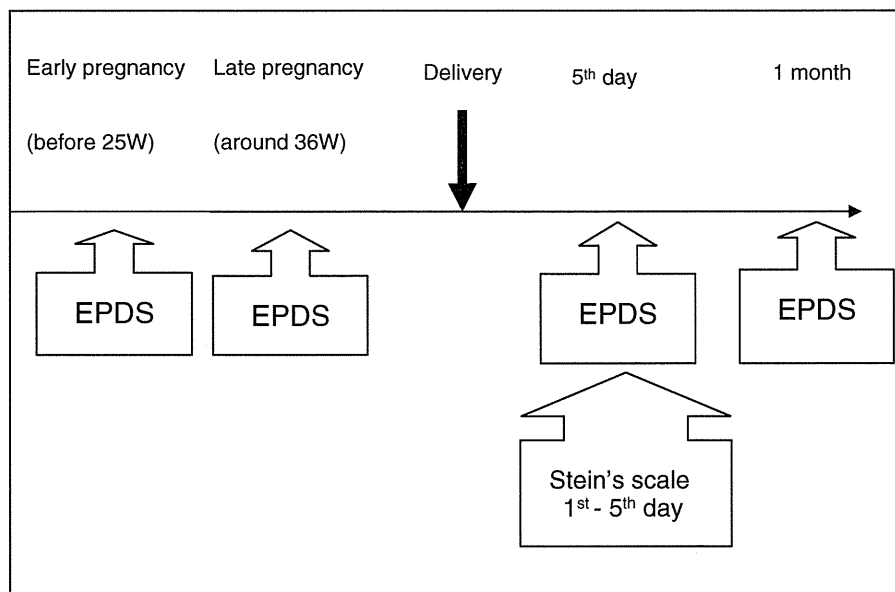 Early pregnancy
(before 25W)
Late pregnancy
(around 36W)
Delivery
5th day
1 month
EPDS
EPDS
EPDS
EPDS
Stein's scale
1st - 5th day